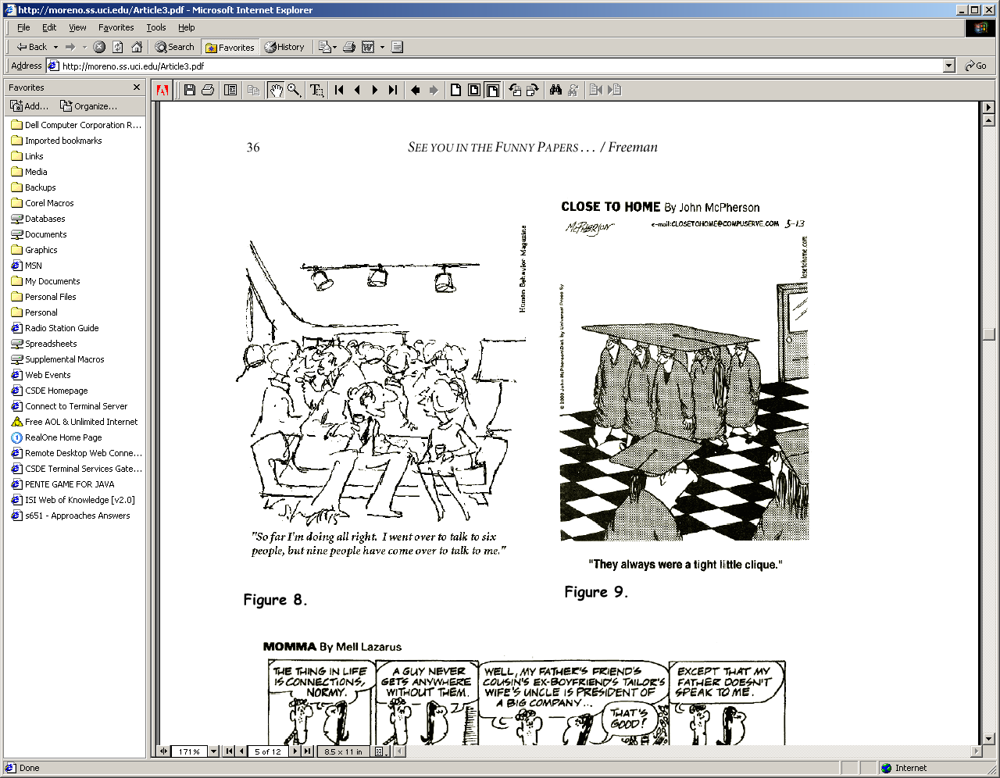 http://moreno.ss.uci.edu/Article3.pdf - Microsoft Internet Explorer
File Edit View Favorites Tools Help
Back Search Favorites History
Address http://moreno.ss.uci.edu/Article3.pdf Go
Favorites
Add... Organize...
Dell Computer Corporation R...
Imported bookmarks
Links
Media
Backups
Corel Macros
Databases
Documents
Graphics
MSN
My Documents
Personal Files
Personal
Radio Station Guide
Spreadsheets
Supplemental Macros
Web Events
CSDE Homepage
Connect to Terminal Server
Free AOL & Unlimited Internet
RealOne Home Page
Remote Desktop Web Conne...
CSDE Terminal Services Gate...
PENTE GAME FOR JAVA
ISI Web of Knowledge [v2.0]
s651 - Approaches Answers
36 SEE YOU IN THE FUNNY PAPERS . . . / Freeman
Human Behavior Magazine
"So far I'm doing all right. I went over to talk to six
people, but nine people have come over to talk to me."
Figure 8.
CLOSE TO HOME By John McPherson
McPHERSON e-mail:CLOSETOHOME@COMPUSERVE.COM 5-13
losetohome.com
© 2000 John McPherson/Dist. by Universal Press Sy
"They always were a tight little clique."
Figure 9.
MOMMA By Mell Lazarus
THE THING IN LIFE
IS CONNECTIONS,
NORMY.
A GUY NEVER
GETS ANYWHERE
WITHOUT THEM.
WELL, MY FATHER'S FRIEND'S
COUSIN'S EX-BOYFRIEND'S TAILOR'S
WIFE'S UNCLE IS PRESIDENT OF
A BIG COMPANY...
THAT'S
GOOD!
EXCEPT THAT MY
FATHER DOESN'T
SPEAK TO ME.
171% 5 of 12 8.5 x 11 in
Done Internet